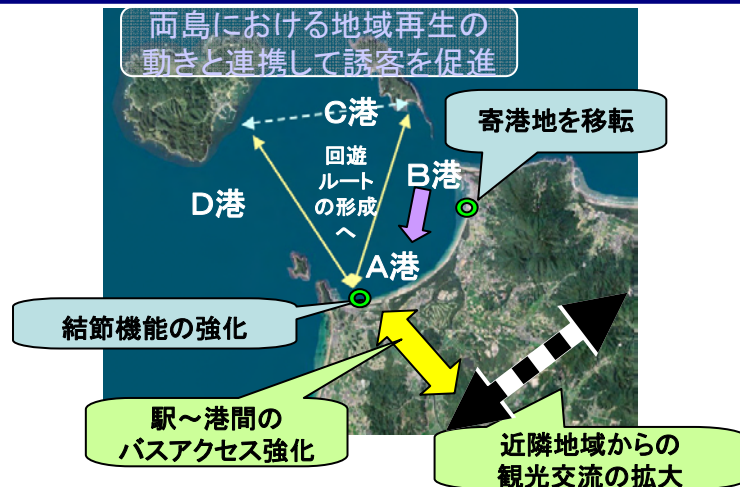 両島における地域再生の
動きと連携して誘客を促進
C港
寄港地を移転
回遊
ルート
の形成
へ
B港
D港
A港
結節機能の強化
駅～港間の
バスアクセス強化
近隣地域からの
観光交流の拡大